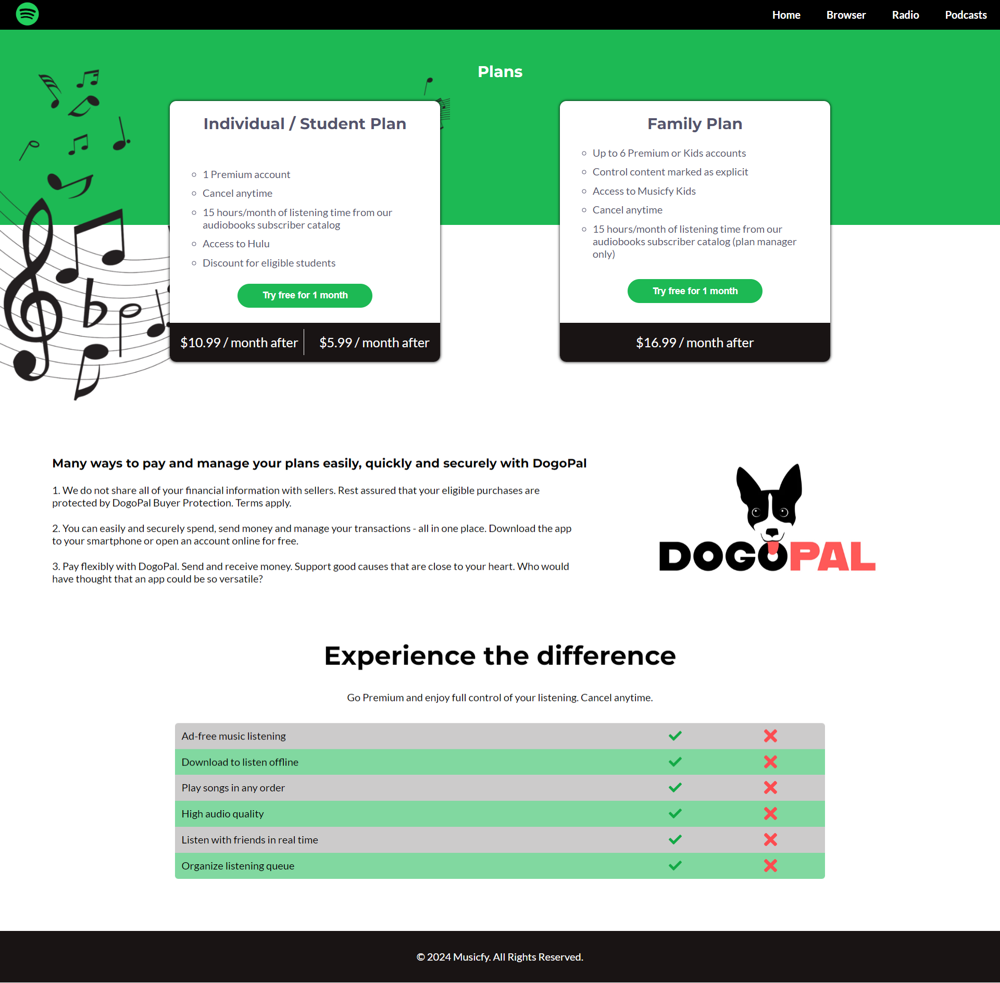 Home Browser Radio Podcasts
Plans
Individual / Student Plan
1 Premium account
Cancel anytime
15 hours/month of listening time from our
audiobooks subscriber catalog
Access to Hulu
Discount for eligible students
Try free for 1 month
$10.99 / month after
$5.99 / month after
Family Plan
Up to 6 Premium or Kids accounts
Control content marked as explicit
Access to Musicfy Kids
Cancel anytime
15 hours/month of listening time from our
audiobooks subscriber catalog (plan manager
only)
Try free for 1 month
$16.99 / month after
Many ways to pay and manage your plans easily, quickly and securely with DogoPal
1. We do not share all of your financial information with sellers. Rest assured that your eligible purchases are
protected by DogoPal Buyer Protection. Terms apply.
2. You can easily and securely spend, send money and manage your transactions - all in one place. Download the app
to your smartphone or open an account online for free.
3. Pay flexibly with DogoPal. Send and receive money. Support good causes that are close to your heart. Who would
have thought that an app could be so versatile?
DOGOPAL
Experience the difference
Go Premium and enjoy full control of your listening. Cancel anytime.
Ad-free music listening
Download to listen offline
Play songs in any order
High audio quality
Listen with friends in real time
Organize listening queue
© 2024 Musicfy. All Rights Reserved.